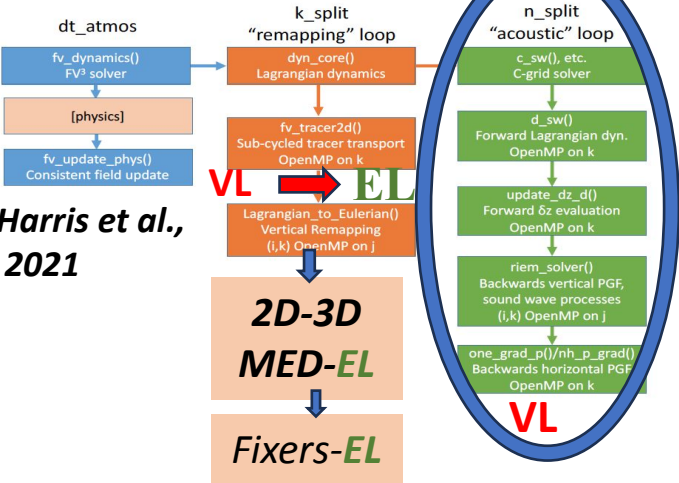 dt_atmos
fv_dynamics()
FV³ solver
[physics]
fv_update_phys()
Consistent field update
Harris et al.,
2021
k_split
"remapping" loop
dyn_core()
Lagrangian dynamics
fv_tracer2d()
Sub-cycled tracer transport
OpenMP on k
VL
EL
Lagrangian_to_Eulerian()
Vertical Remapping
(i,k) OpenMP on j
2D-3D
MED-EL
Fixers-EL
n_split
"acoustic" loop
c_sw(), etc.
C-grid solver
d_sw()
Forward Lagrangian dyn.
OpenMP on k
update_dz_d()
Forward δz evaluation
OpenMP on k
riem_solver()
Backwards vertical PGF,
sound wave processes
(i,k) OpenMP on j
one_grad_p()/nh_p_grad()
Backwards horizontal PGF
OpenMP on k
VL